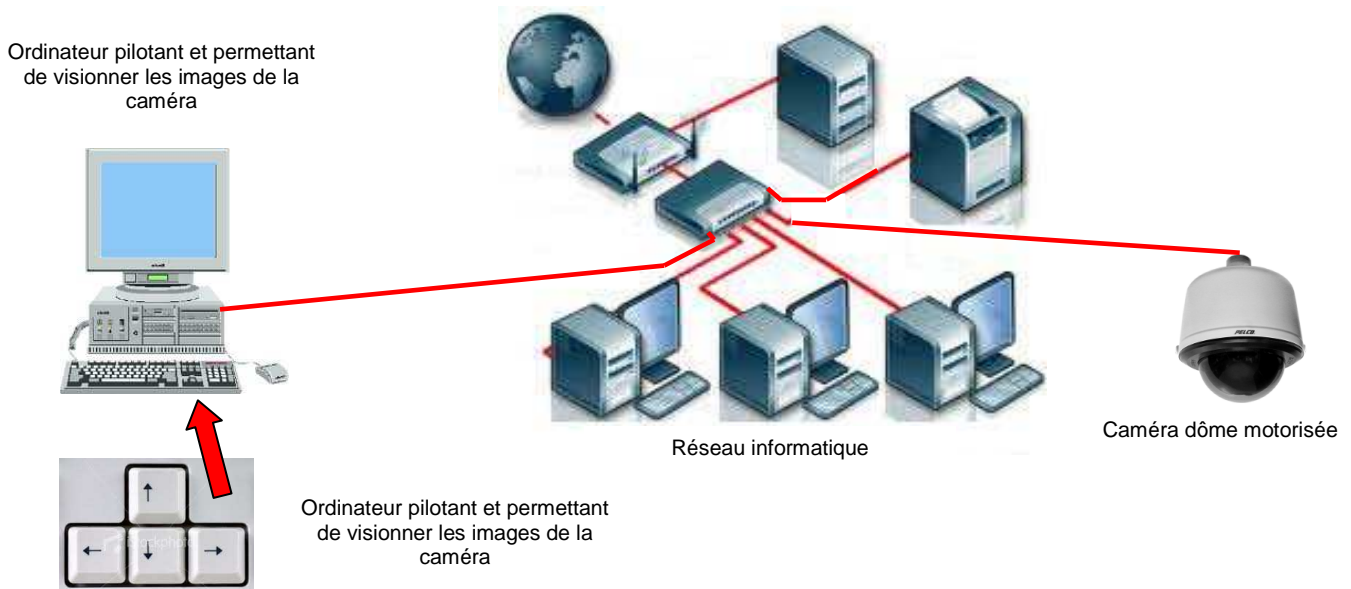 Ordinateur pilotant et permettant
de visionner les images de la
caméra
PELCO
Caméra dôme motorisée
Réseau informatique
Ordinateur pilotant et permettant
de visionner les images de la
caméra